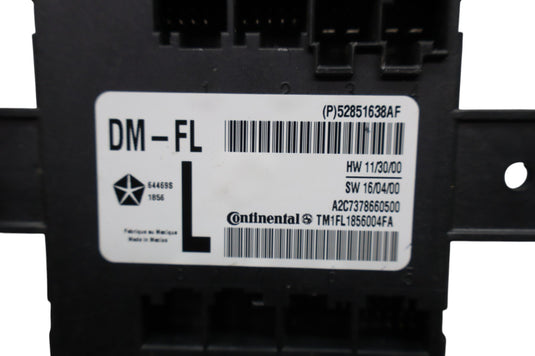 (P)52851638AF
DM-FL
HW 11/30/00
SW 16/04/00
64469S
1856
L
A2C7378660500
Continental TM1FL1856004FA
Fabrique au Mexique
Made in Mexico